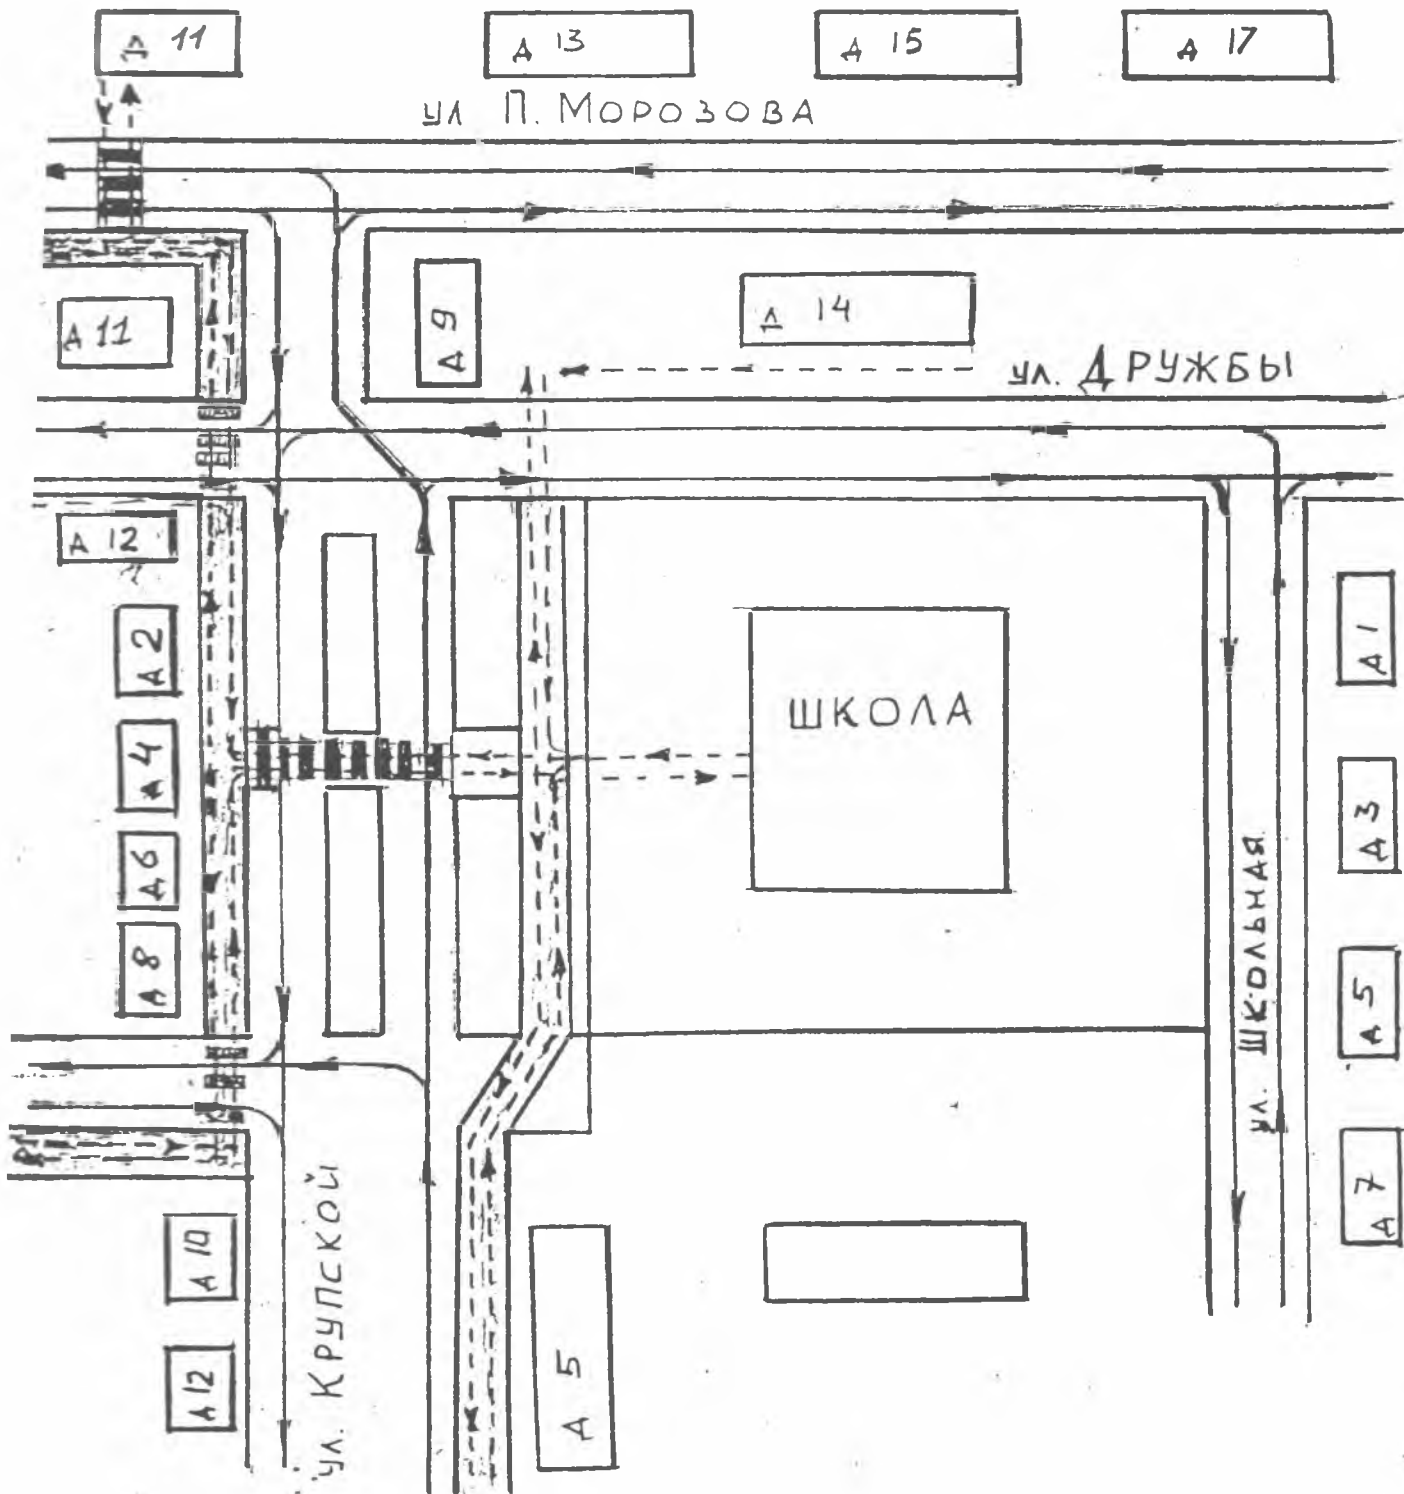 Д 11
Д 13
Д 15
Д 17
ул П. МОРОЗОВА
Д 11
Д 9
Д 14
ул. ДРУЖБЫ
Д 12
Д 2
Д 4
Д 6
Д 8
ШКОЛА
Д 1
Д 3
Д 5
Д 7
ул. ШКОЛЬНАЯ
Д 10
Д 12
ул. КРУПСКОЙ
Д 5